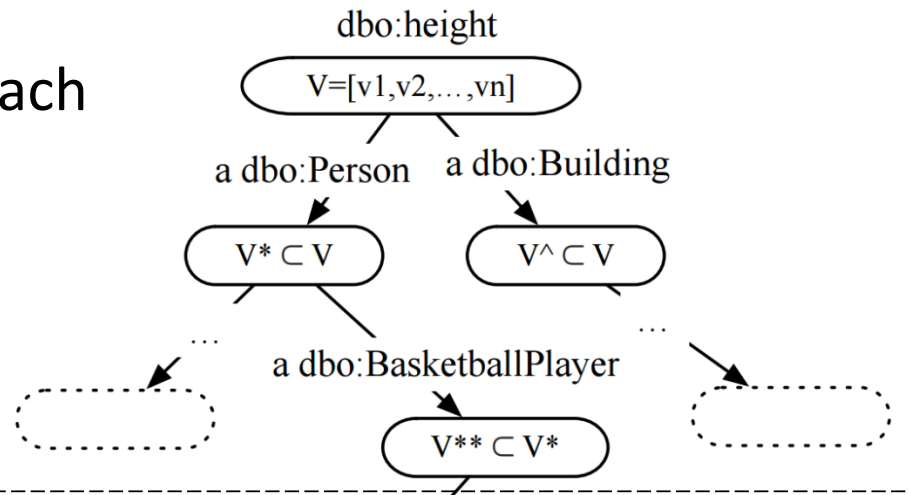 dbo:height
ach
V=[v1,v2,...,vn]
a dbo:Person
a dbo:Building
V* ⊂ V
V^ ⊂ V
...
...
a dbo:BasketballPlayer
V** ⊂ V*